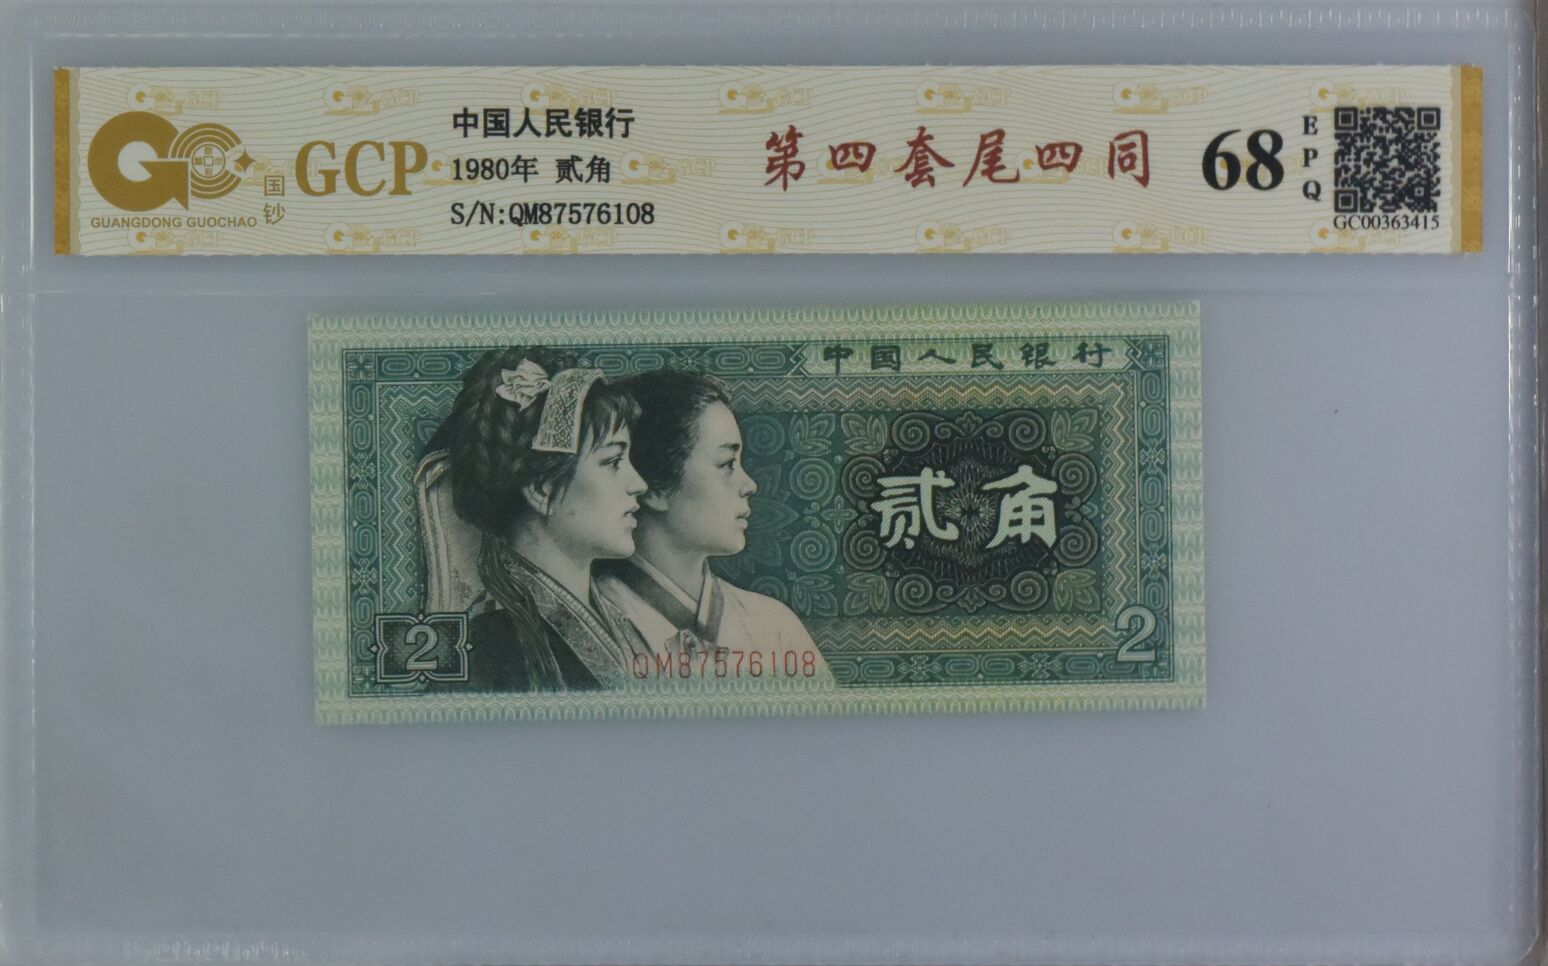 GUANGDONG GUOCHAO
国钞
GCP
中国人民银行
1980年 贰角
S/N:QM87576108
第四套尾四同
68
EPQ
GC00363415
中国人民银行
贰角
2
2
QM87576108